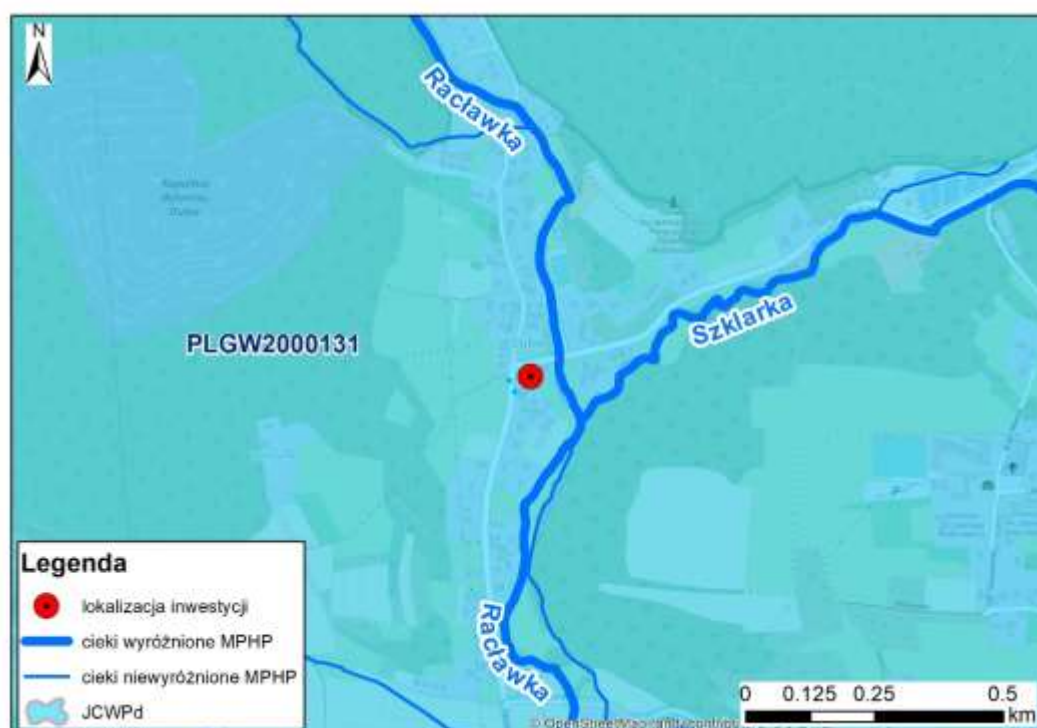 N
Racławka
Szklarka
PLGW2000131
Racławka
Legenda
lokalizacja inwestycji
cieki wyróżnione MPHP
cieki niewyróżnione MPHP
JCWPd
0 0.125 0.25 0.5
km
© OpenStreetMap